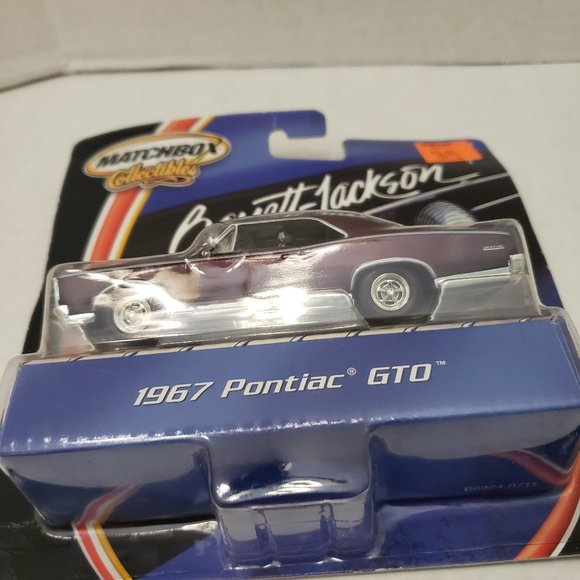 MATCHBOX
Collectibles
Barrett-Jackson
1967 Pontiac® GTO™